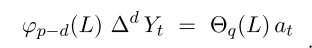 φ_{p−d}(L) Δ^d Y_t = Θ_q(L) a_t .